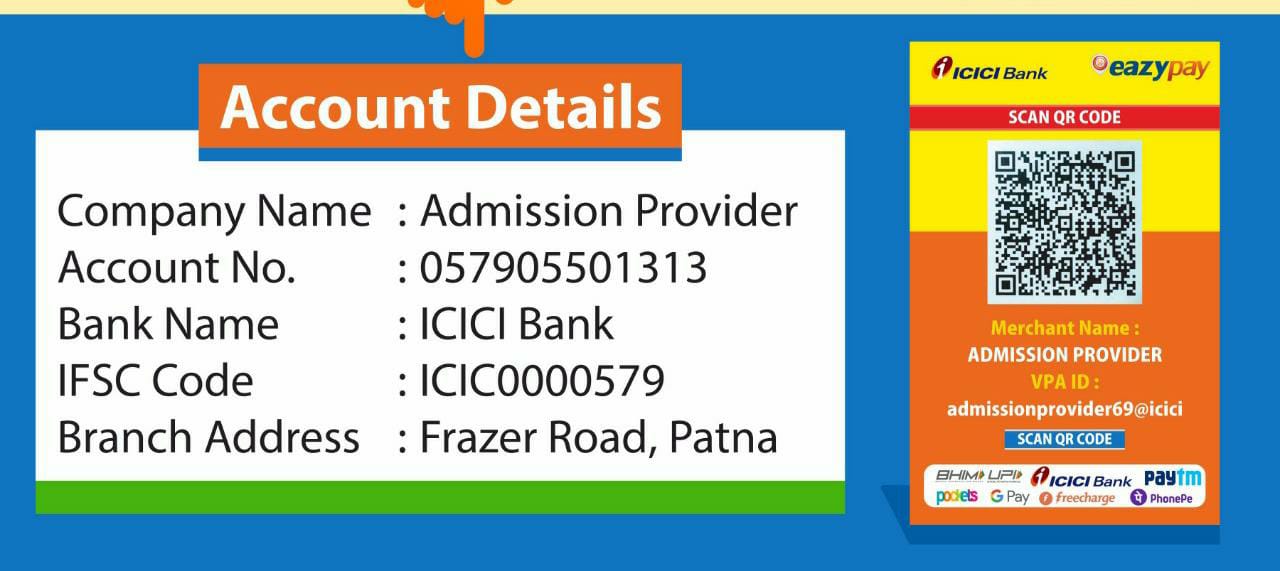 Account Details
Company Name : Admission Provider
Account No. : 057905501313
Bank Name : ICICI Bank
IFSC Code : ICIC0000579
Branch Address : Frazer Road, Patna
ICICI Bank eazypay
SCAN QR CODE
Merchant Name :
ADMISSION PROVIDER
VPA ID :
admissionprovider69@icici
SCAN QR CODE
BHIM UPI ICICI Bank paytm
pockets G Pay freecharge PhonePe